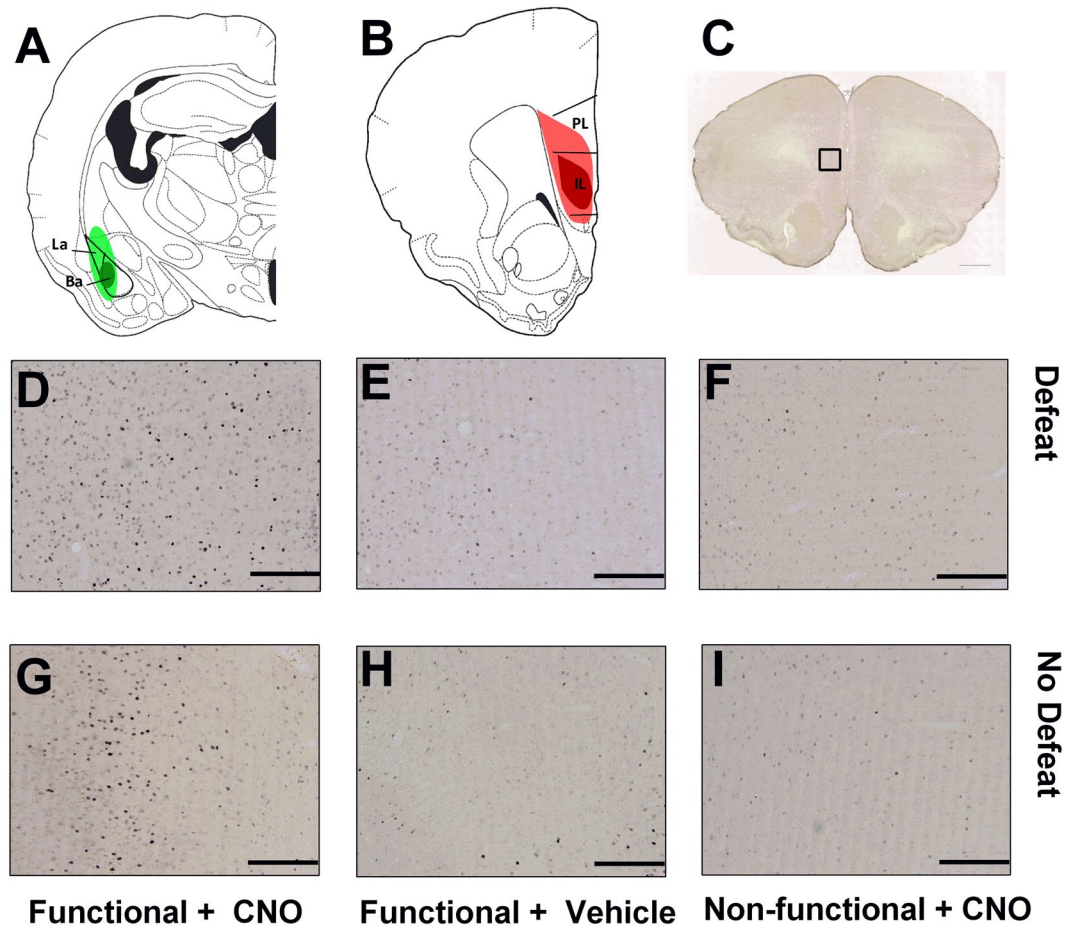 A
B
C
La
Ba
PL
IL
D
E
F
Defeat
G
H
I
No Defeat
Functional + CNO
Functional + Vehicle
Non-functional + CNO